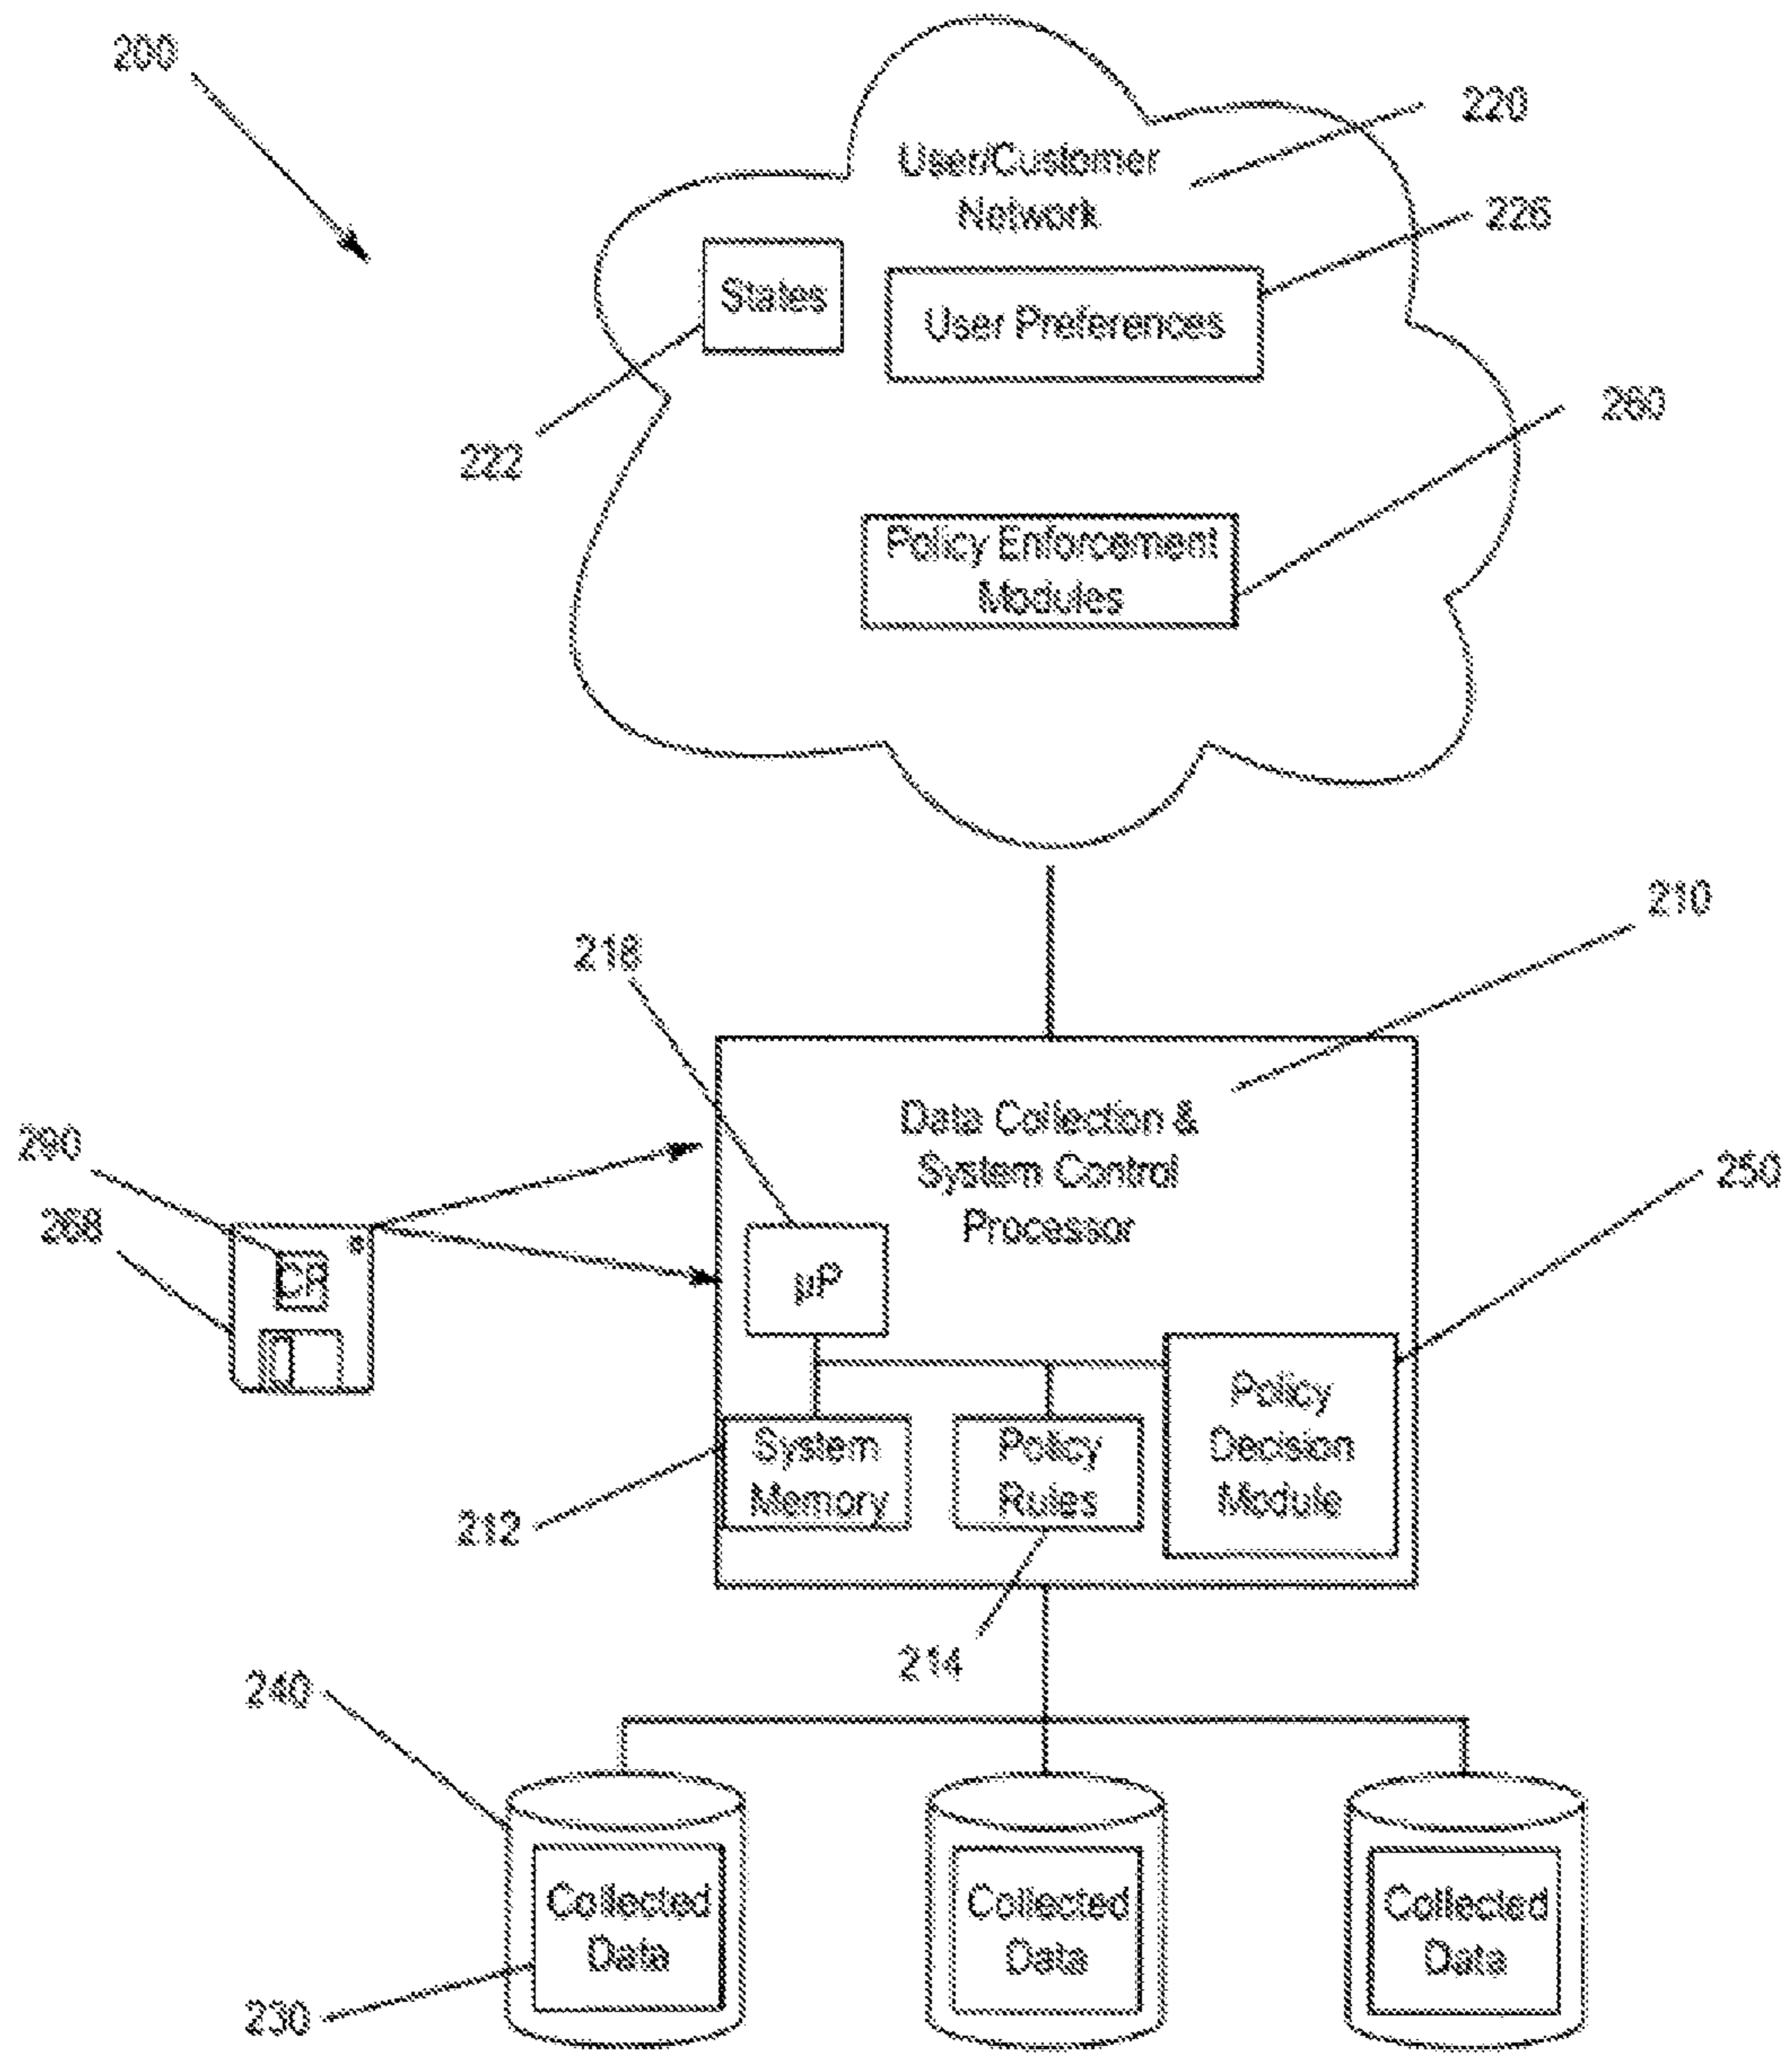 200
220
User/Customer
Network
226
States
User Preferences
260
222
Policy Enforcement
Modules
210
218
Data Collection &
System Control
Processor
290
250
268
CP
µP
Policy
Decision
Module
System
Memory
Policy
Rules
212
214
240
Collected
Data
Collected
Data
Collected
Data
230